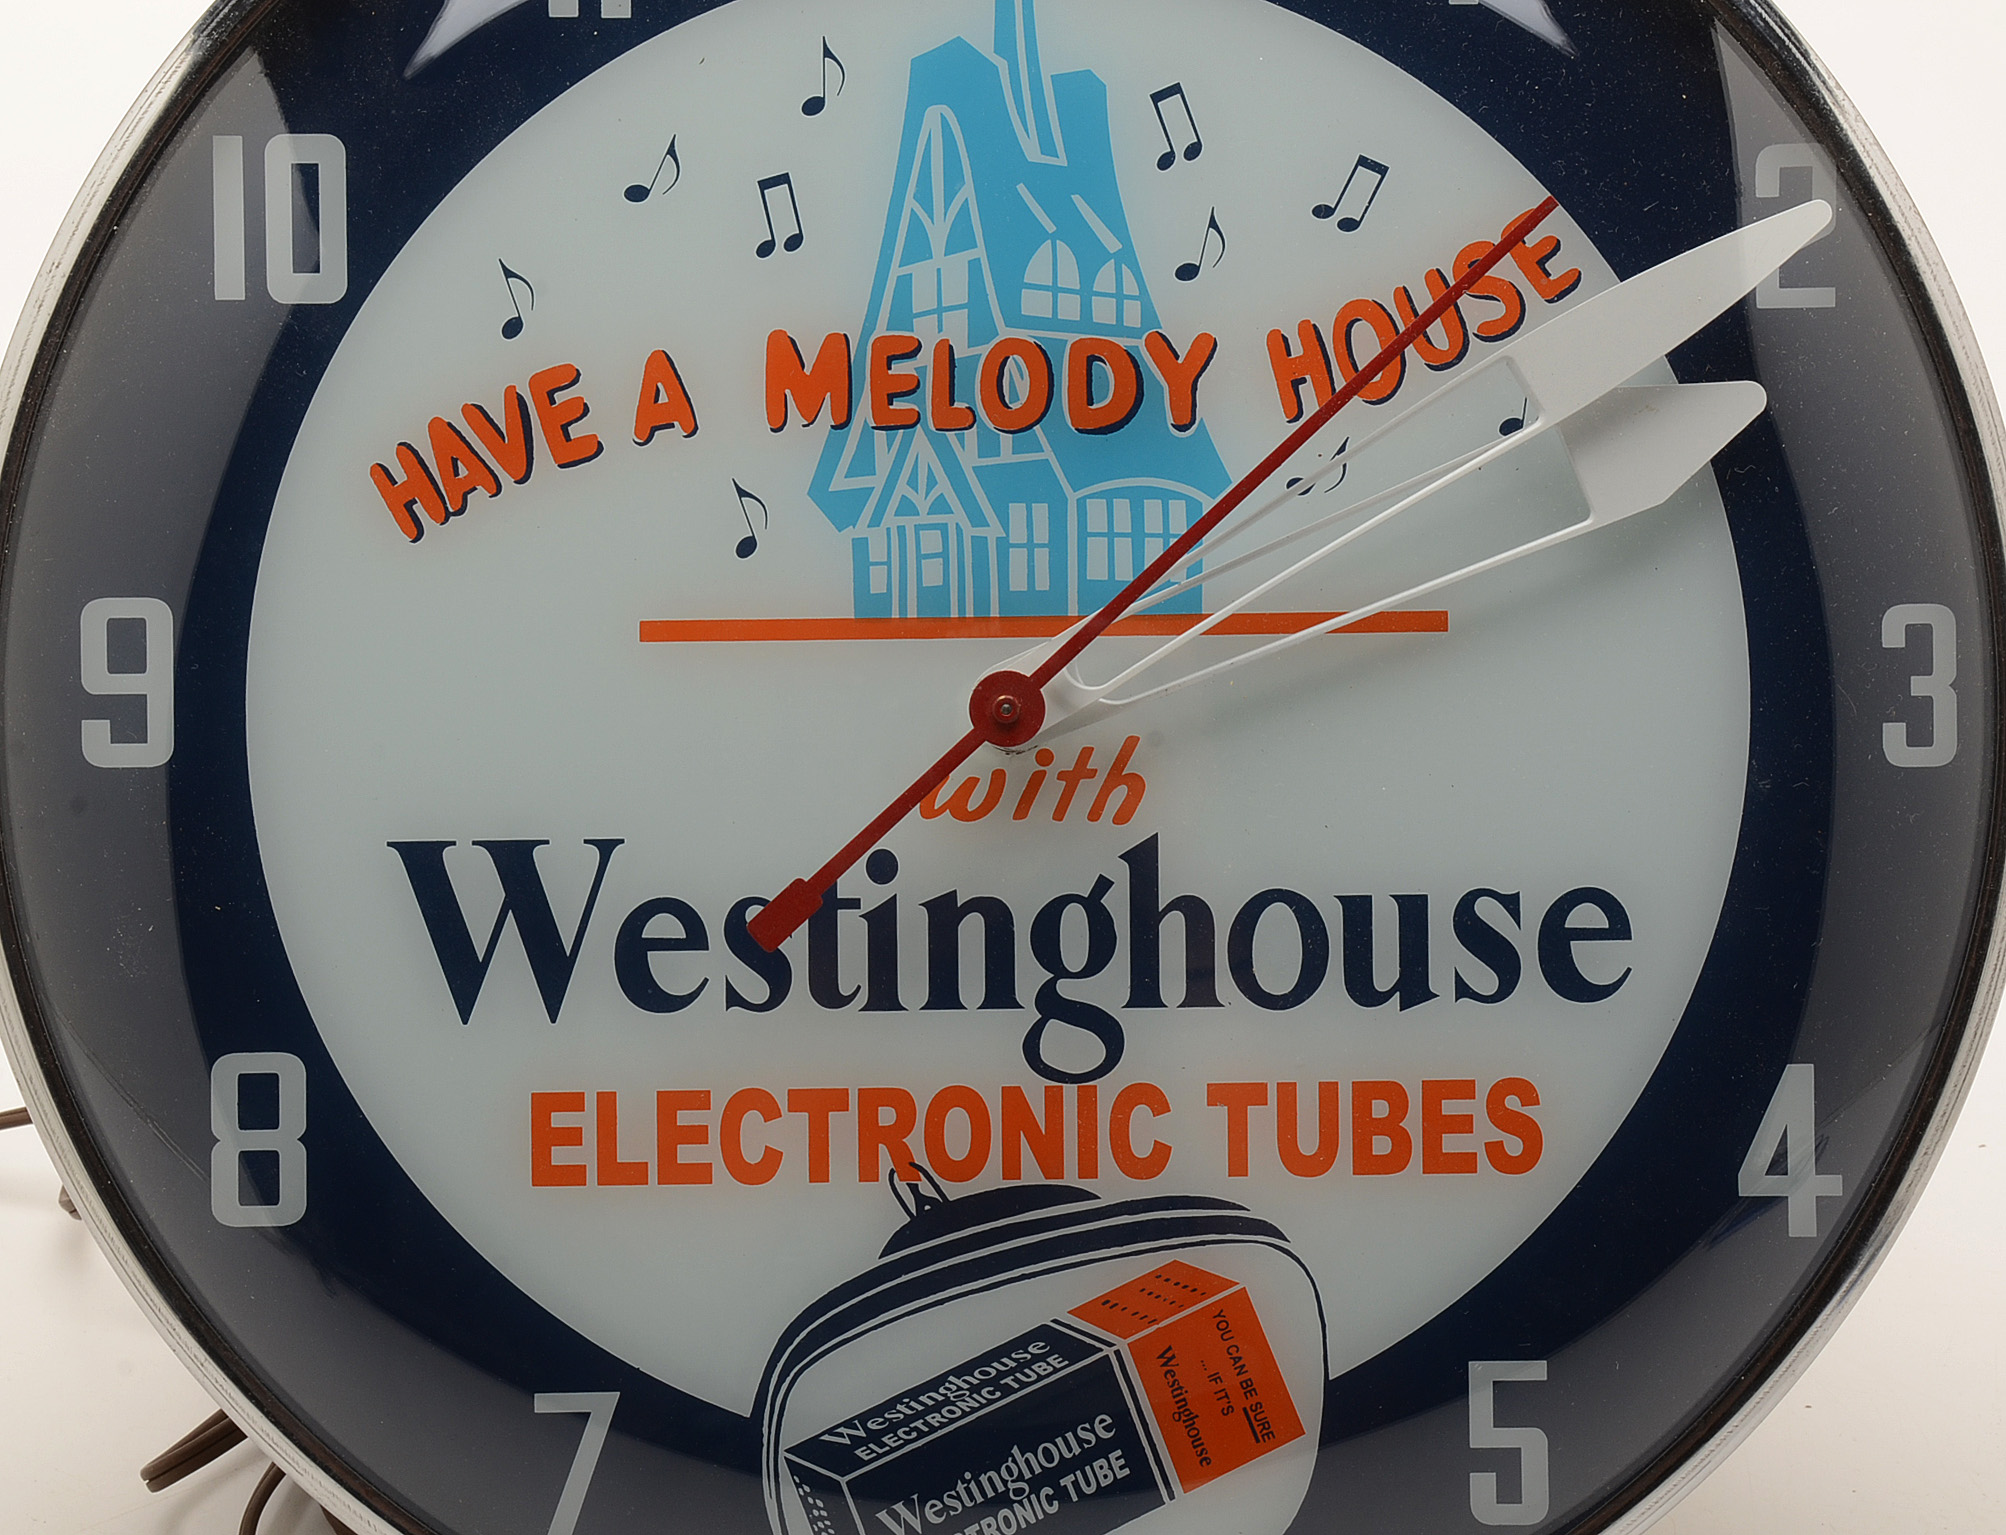 10
2
HAVE A MELODY HOUSE
9
3
with
Westinghouse
ELECTRONIC TUBES
8
4
Westinghouse
ELECTRONIC TUBE
Westinghouse
TUBE
YOU CAN BE SURE
... IF IT'S
Westinghouse
7
5